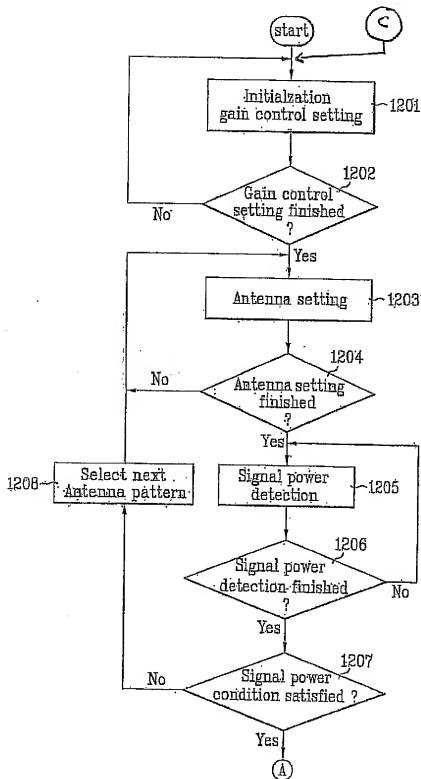 start
C
Initialzation
gain control setting
1201
1202
Gain control
setting finished
?
No
Yes
Antenna setting
1203
1204
Antenna setting
finished
?
No
Yes
1208
Select next
Antenna pattern
Signal power
detection
1205
1206
Signal power
detection finished
?
No
Yes
1207
Signal power
condition satisfied ?
No
Yes
A